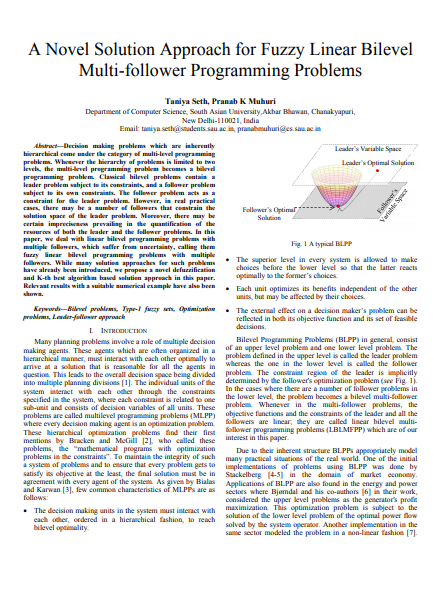 A Novel Solution Approach for Fuzzy Linear Bilevel
Multi-follower Programming Problems
Taniya Seth, Pranab K Muhuri
Department of Computer Science, South Asian University,Akbar Bhawan, Chanakyapuri,
New Delhi-110021, India
Email: taniya.seth@students.sau.ac.in, pranabmuhuri@cs.sau.ac.in
Abstract—Decision making problems which are inherently
hierarchical come under the category of multi-level programming
problems. Whenever the hierarchy of problems is limited to two
levels, the multi-level programming problem becomes a bilevel
programming problem. Classical bilevel problems contain a
leader problem subject to its constraints, and a follower problem
subject to its own constraints. The follower problem also acts as a
constraint for the leader problem. However, in real practical
cases, there may be a number of followers that constrain the
solution space of the leader problem. Moreover, there may be
certain impreciseness prevailing in the quantification of the
resources of both the leader and the follower problems. In this
paper, we deal with linear bilevel programming problems with
multiple followers, which suffer from uncertainty, calling them
fuzzy linear bilevel programming problems with multiple
followers. While many solution approaches for such problems
have already been introduced, we propose a novel defuzzification
and K-th best algorithm based solution approach in this paper.
Relevant results with a suitable numerical example have also been
shown.
Keywords—Bilevel problems, Type-1 fuzzy sets, Optimization
problems, Leader-follower approach
I. INTRODUCTION
Many planning problems involve a role of multiple decision
making agents. These agents which are often organized in a
hierarchical manner, must interact with each other optimally to
arrive at a solution that is reasonable for all the agents in
question. This leads to the overall decision space being divided
into multiple planning divisions [1]. The individual units of the
system interact with each other through the constraints
specified in the system, where each constraint is related to one
sub-unit and consists of decision variables of all units. These
problems are called multilevel programming problems (MLPP)
where every decision making agent is an optimization problem.
These hierarchical optimization problems find their first
mentions by Bracken and McGill [2], who called these
problems, the “mathematical programs with optimization
problems in the constraints”. To maintain the integrity of such
a system of problems and to ensure that every problem gets to
satisfy its objective at the least, the final solution must be in
agreement with every agent of the system. As given by Bialas
and Karwan [3], few common characteristics of MLPPs are as
follows:
• The decision making units in the system must interact with
each other, ordered in a hierarchical fashion, to reach
bilevel optimality.
Leader's Variable Space
Leader's Optimal Solution
Follower's Optimal
Solution
Follower's
Variable Space
Fig. 1 A typical BLPP
• The superior level in every system is allowed to make
choices before the lower level so that the latter reacts
optimally to the former's choices.
• Each unit optimizes its benefits independent of the other
units, but may be affected by their choices.
• The external effect on a decision maker's problem can be
reflected in both its objective function and its set of feasible
decisions.
Bilevel Programming Problems (BLPP) in general, consist
of an upper level problem and one lower level problem. The
problem defined in the upper level is called the leader problem
whereas the one in the lower level is called the follower
problem. The constraint region of the leader is implicitly
determined by the follower's optimization problem (see Fig. 1).
In the cases where there are a number of follower problems in
the lower level, the problem becomes a bilevel multi-follower
problem. Whenever in the multi-follower problems, the
objective functions and constraints of the leader and all the
followers are linear; they are called linear bilevel multi-
follower programming problems (LBLMFPP) which are of our
interest in this paper.
Due to their inherent structure BLPPs appropriately model
many practical situations of the real world. One of the initial
implementations of problems using BLPP was done by
Stackelberg [4-5] in the domain of market economy.
Applications of BLPP are also found in the energy and power
sectors where Bjørndal and his co-authors [6] in their work,
considered the upper level problems as the generator's profit
maximization. This optimization problem is subject to the
solution of the lower level problem of the optimal power flow
solved by the system operator. Another implementation in the
same sector modeled the problem in a non-linear fashion [7].